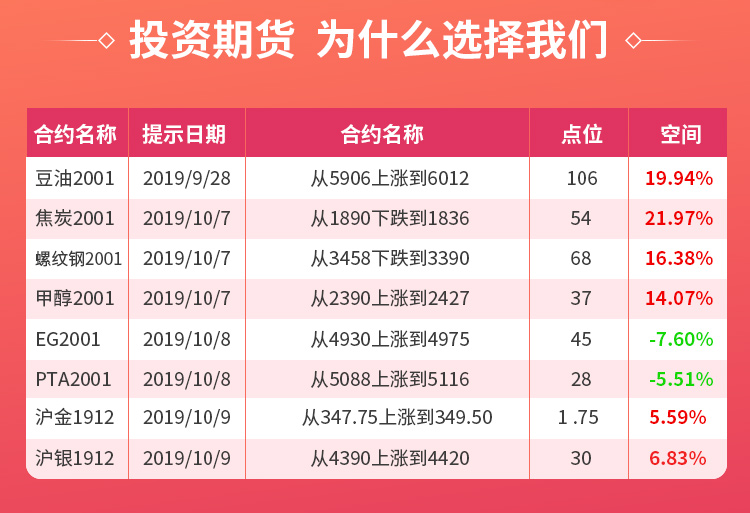 投资期货 为什么选择我们
合约名称 提示日期 合约名称 点位 空间
豆油2001 2019/9/28 从5906上涨到6012 106 19.94%
焦炭2001 2019/10/7 从1890下跌到1836 54 21.97%
螺纹钢2001 2019/10/7 从3458下跌到3390 68 16.38%
甲醇2001 2019/10/7 从2390上涨到2427 37 14.07%
EG2001 2019/10/8 从4930上涨到4975 45 -7.60%
PTA2001 2019/10/8 从5088上涨到5116 28 -5.51%
沪金1912 2019/10/9 从347.75上涨到349.50 1 .75 5.59%
沪银1912 2019/10/9 从4390上涨到4420 30 6.83%